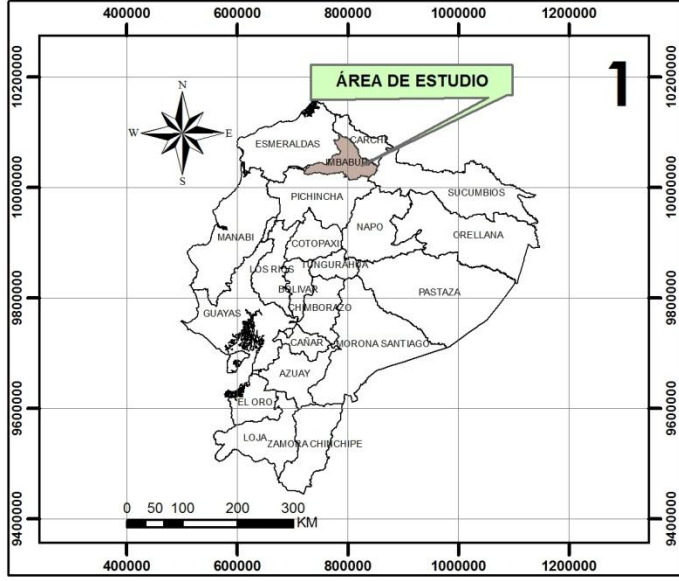 400000 600000 800000 1000000 1200000
10200000 10200000
1
ÁREA DE ESTUDIO
N
W E
S
ESMERALDAS
CARCHI
IMBABURA
10000000 10000000
SUCUMBIOS
PICHINCHA
NAPO
ORELLANA
MANABI
COTOPAXI
LOS RIOS
TUNGURAHUA
BOLIVAR
PASTAZA
9800000 9800000
CHIMBORAZO
GUAYAS
CAÑAR
MORONA SANTIAGO
AZUAY
9600000 9600000
EL ORO
LOJA
ZAMORA CHINCHIPE
0 50 100 200 300
KM
9400000 9400000
400000 600000 800000 1000000 1200000